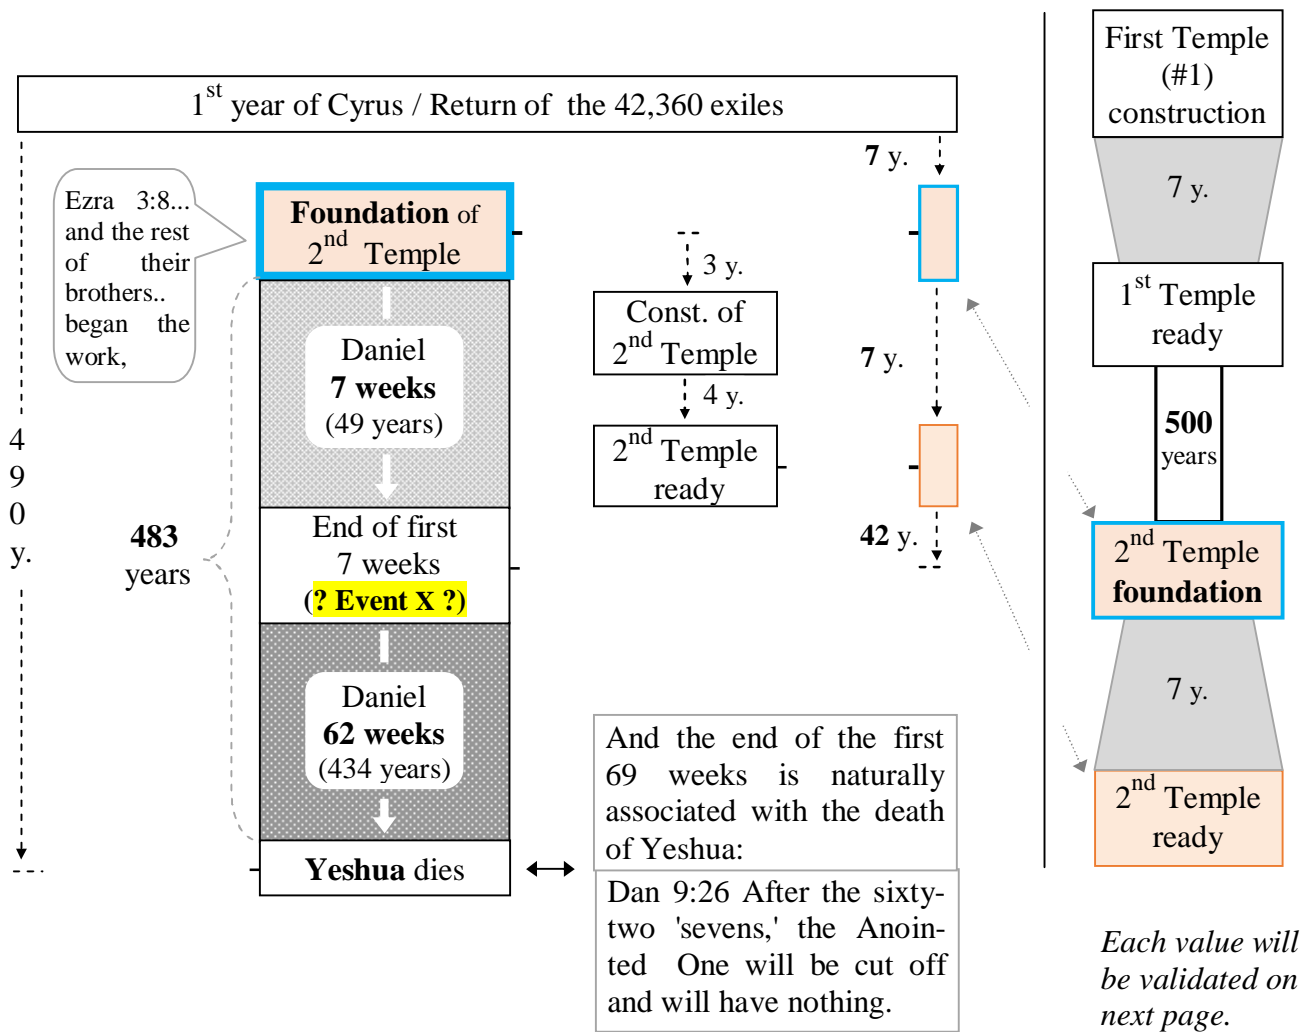 1st year of Cyrus / Return of the 42,360 exiles
Ezra 3:8...
and the rest
of their
brothers..
began the
work,
Foundation of
2nd Temple
Daniel
7 weeks
(49 years)
End of first
7 weeks
(? Event X ?)
Daniel
62 weeks
(434 years)
Yeshua dies
4
9
0
y.
483
years
3 y.
Const. of
2nd Temple
4 y.
2nd Temple
ready
7 y.
7 y.
42 y.
And the end of the first
69 weeks is naturally
associated with the death
of Yeshua:
Dan 9:26 After the sixty-
two 'sevens,' the Anoin-
ted One will be cut off
and will have nothing.
First Temple
(#1)
construction
7 y.
1st Temple
ready
500
years
2nd Temple
foundation
7 y.
2nd Temple
ready
Each value will
be validated on
next page.